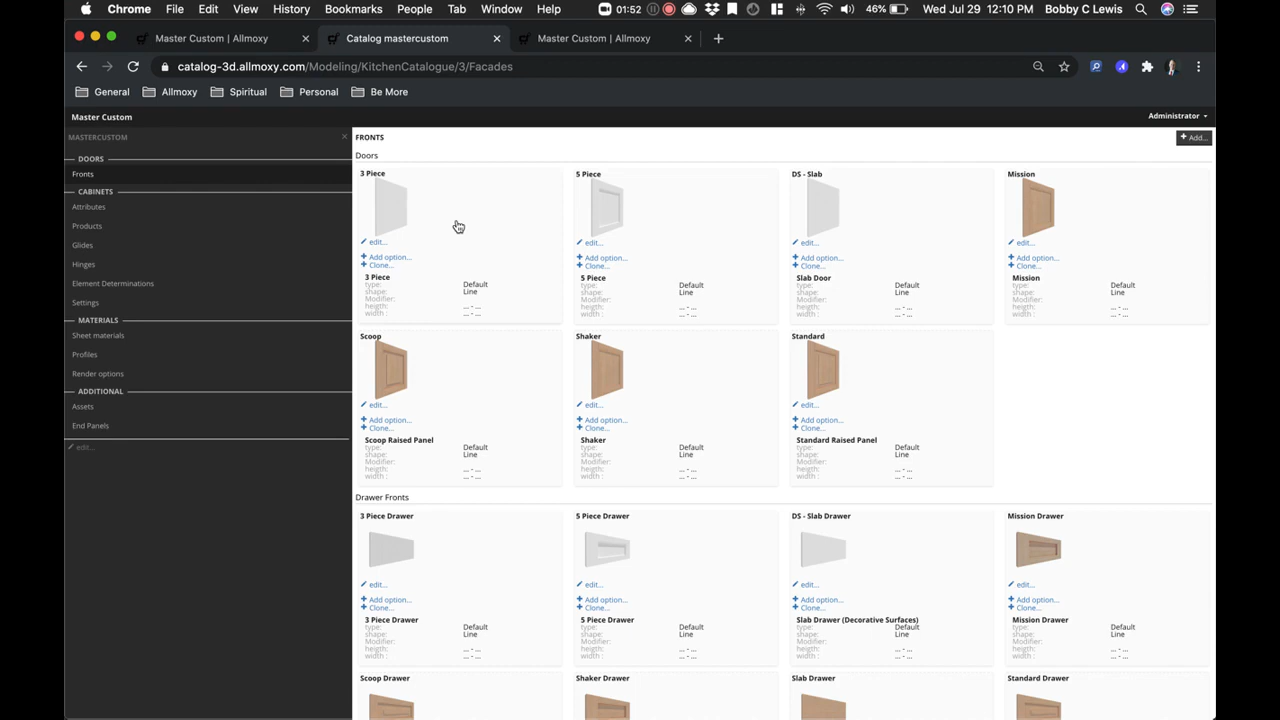 Chrome File Edit View History Bookmarks People Tab Window Help 01:52 46% Wed Jul 29 12:10 PM Bobby C Lewis
Master Custom | Allmoxy × Catalog mastercustom × Master Custom | Allmoxy ×
catalog-3d.allmoxy.com/Modeling/KitchenCatalogue/3/Facades
General Allmoxy Spiritual Personal Be More
Master Custom
Administrator
MASTERCUSTOM
DOORS
Fronts
CABINETS
Attributes
Products
Glides
Hinges
Element Determinations
Settings
MATERIALS
Sheet materials
Profiles
Render options
ADDITIONAL
Assets
End Panels
edit...
FRONTS
Add...
Doors
3 Piece
edit...
Add option...
Clone...
3 Piece
type: Default
shape: Line
Modifier:
heigth: ... - ...
width : ... - ...
5 Piece
edit...
Add option...
Clone...
5 Piece
type: Default
shape: Line
Modifier:
heigth: ... - ...
width : ... - ...
DS - Slab
edit...
Add option...
Clone...
Slab Door
type: Default
shape: Line
Modifier:
heigth: ... - ...
width : ... - ...
Mission
edit...
Add option...
Clone...
Mission
type: Default
shape: Line
Modifier:
heigth: ... - ...
width : ... - ...
Scoop
edit...
Add option...
Clone...
Scoop Raised Panel
type: Default
shape: Line
Modifier:
heigth: ... - ...
width : ... - ...
Shaker
edit...
Add option...
Clone...
Shaker
type: Default
shape: Line
Modifier:
heigth: ... - ...
width : ... - ...
Standard
edit...
Add option...
Clone...
Standard Raised Panel
type: Default
shape: Line
Modifier:
heigth: ... - ...
width : ... - ...
Drawer Fronts
3 Piece Drawer
edit...
Add option...
Clone...
3 Piece Drawer
type: Default
shape: Line
Modifier:
heigth: ... - ...
width : ... - ...
5 Piece Drawer
edit...
Add option...
Clone...
5 Piece Drawer
type: Default
shape: Line
Modifier:
heigth: ... - ...
width : ... - ...
DS - Slab Drawer
edit...
Add option...
Clone...
Slab Drawer (Decorative Surfaces)
type: Default
shape: Line
Modifier:
heigth: ... - ...
width : ... - ...
Mission Drawer
edit...
Add option...
Clone...
Mission Drawer
type: Default
shape: Line
Modifier:
heigth: ... - ...
width : ... - ...
Scoop Drawer
Shaker Drawer
Slab Drawer
Standard Drawer